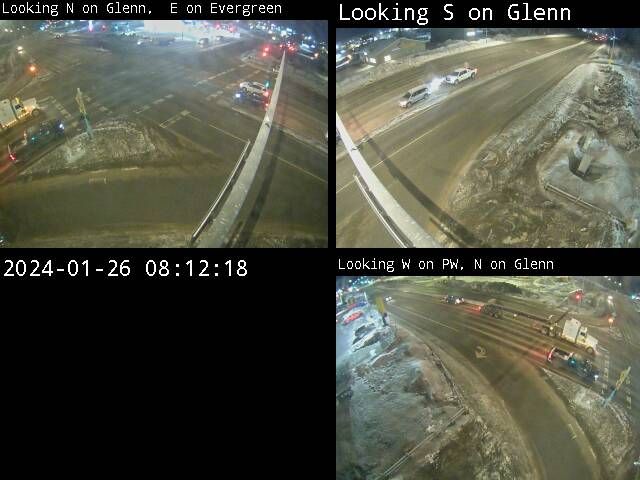 Looking N on Glenn, E on Evergreen
Looking S on Glenn
2024-01-26 08:12:18
Looking W on PW, N on Glenn